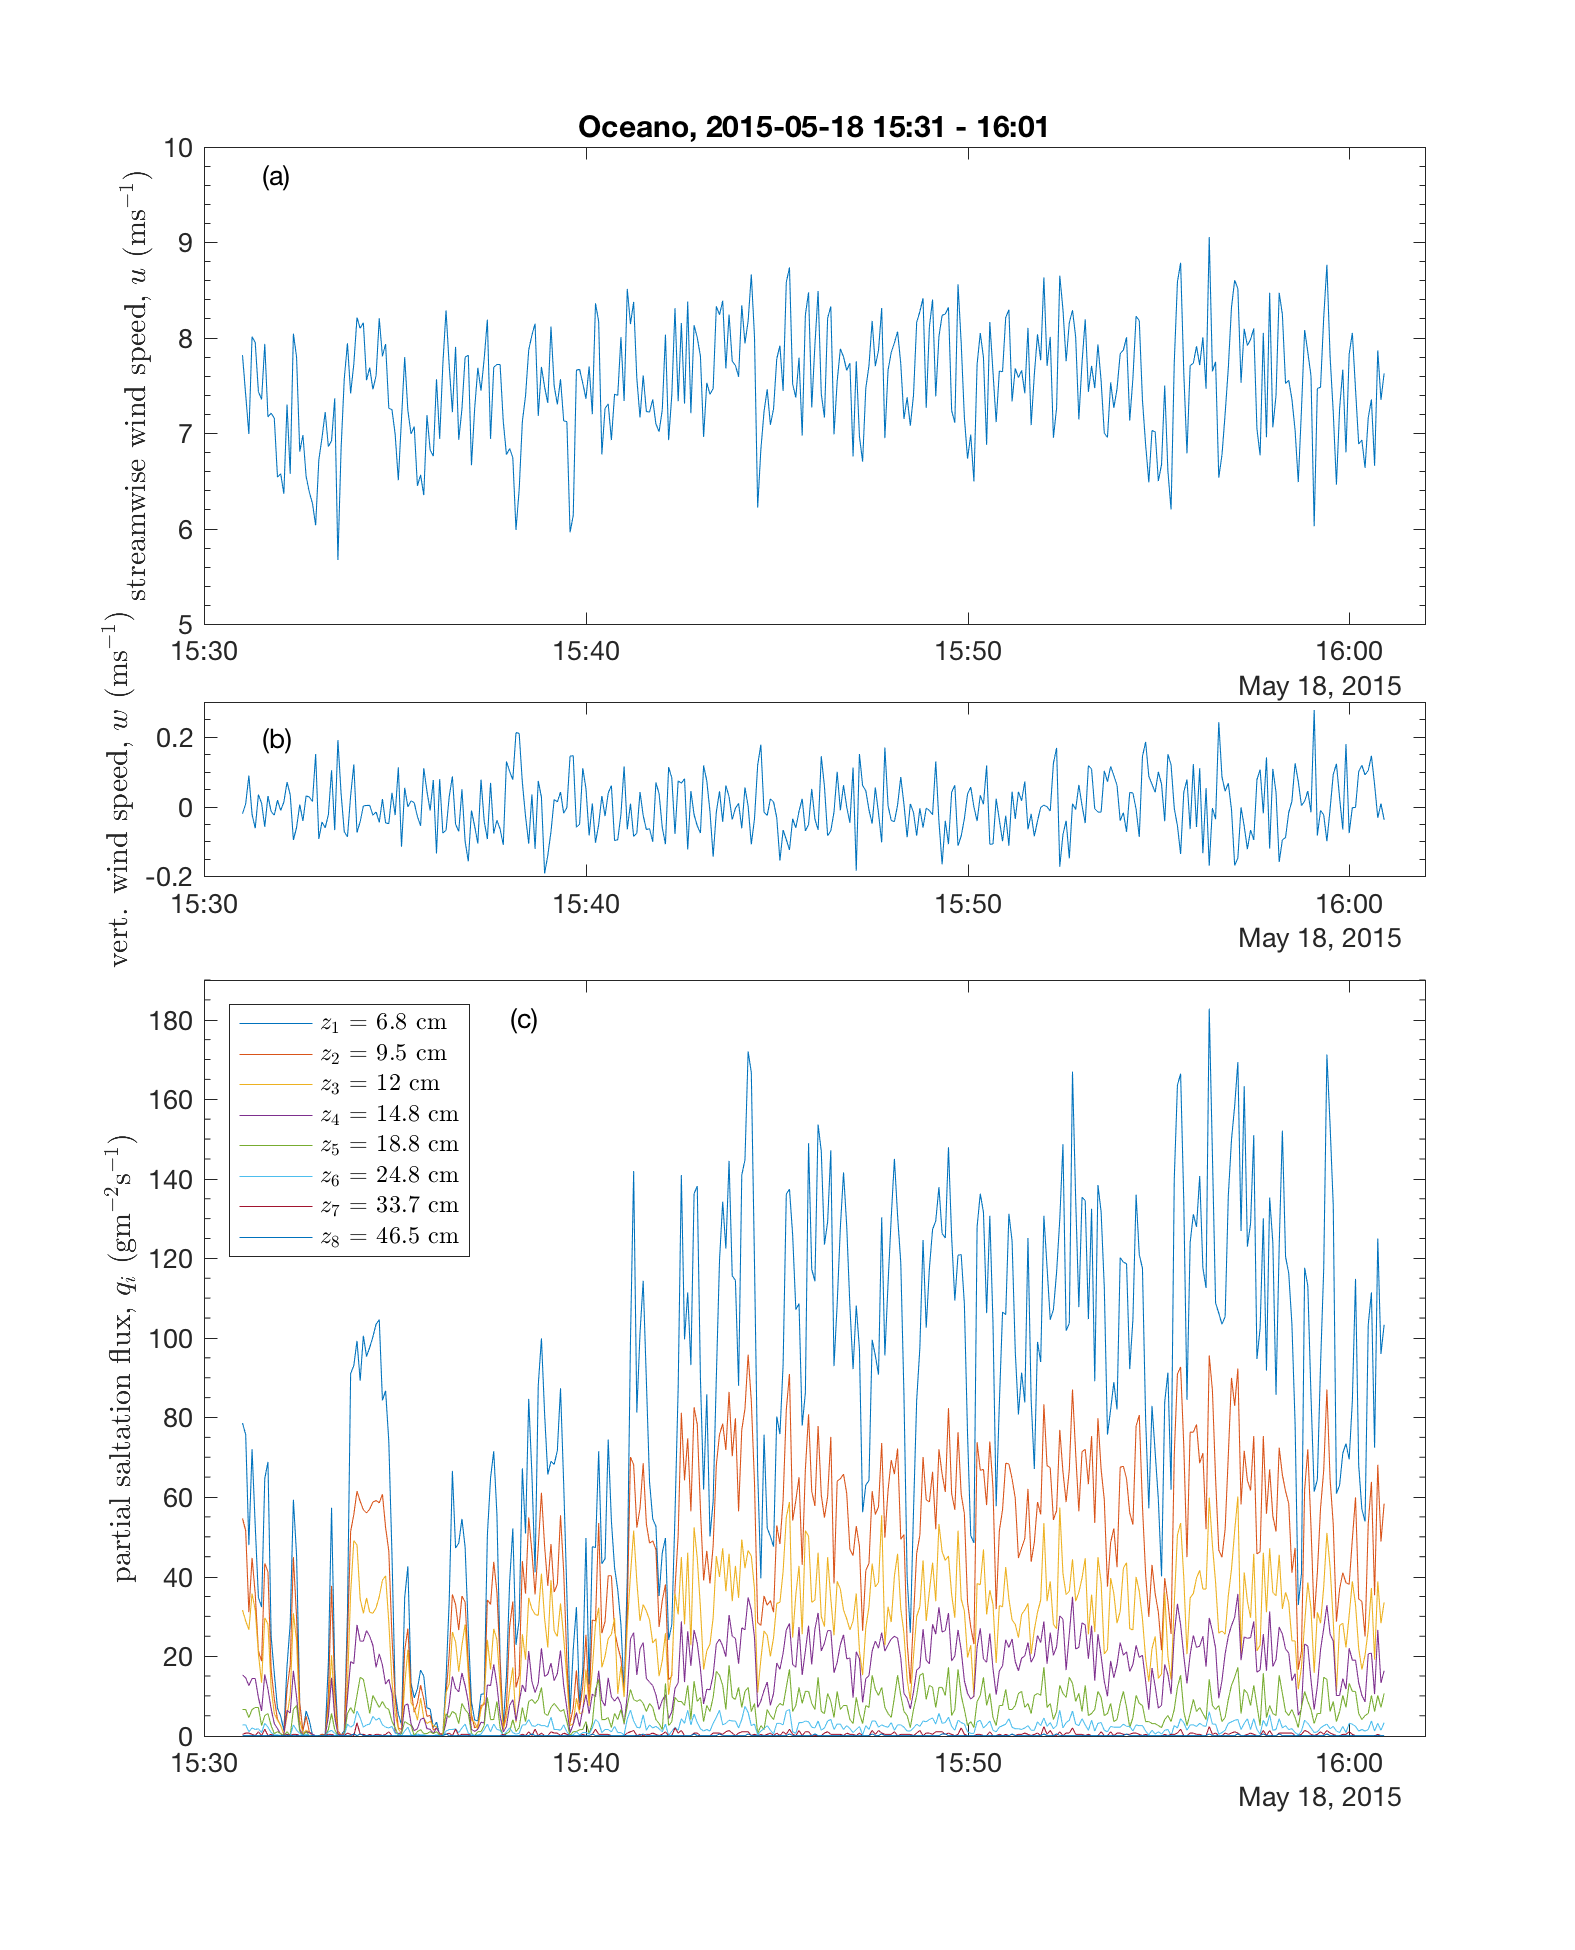 Oceano, 2015-05-18 15:31 - 16:01
(a)
streamwise wind speed, u (ms⁻¹)
10
9
8
7
6
5
15:30 15:40 15:50 16:00
May 18, 2015
(b)
vert. wind speed, w (ms⁻¹)
0.2
0
-0.2
15:30 15:40 15:50 16:00
May 18, 2015
(c)
partial saltation flux, qᵢ (gm⁻²s⁻¹)
180
160
140
120
100
80
60
40
20
0
z₁ = 6.8 cm
z₂ = 9.5 cm
z₃ = 12 cm
z₄ = 14.8 cm
z₅ = 18.8 cm
z₆ = 24.8 cm
z₇ = 33.7 cm
z₈ = 46.5 cm
15:30 15:40 15:50 16:00
May 18, 2015